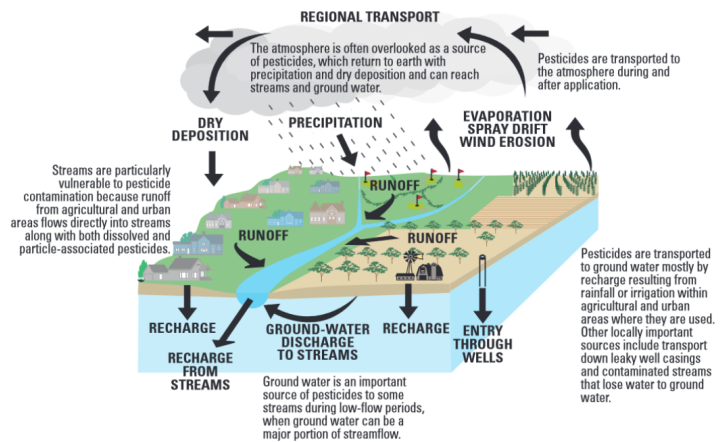 REGIONAL TRANSPORT
The atmosphere is often overlooked as a source
of pesticides, which return to earth with
precipitation and dry deposition and can reach
streams and ground water.
Pesticides are transported to
the atmosphere during and
after application.
DRY
DEPOSITION
PRECIPITATION
EVAPORATION
SPRAY DRIFT
WIND EROSION
Streams are particularly
vulnerable to pesticide
contamination because runoff
from agricultural and urban
areas flows directly into streams
along with both dissolved and
particle-associated pesticides.
RUNOFF
RUNOFF
RUNOFF
Pesticides are transported
to ground water mostly by
recharge resulting from
rainfall or irrigation within
agricultural and urban
areas where they are used.
Other locally important
sources include transport
down leaky well casings
and contaminated streams
that lose water to ground
water.
RECHARGE
RECHARGE
FROM
STREAMS
GROUND-WATER
DISCHARGE
TO STREAMS
RECHARGE
ENTRY
THROUGH
WELLS
Ground water is an important
source of pesticides to some
streams during low-flow periods,
when ground water can be a
major portion of streamflow.